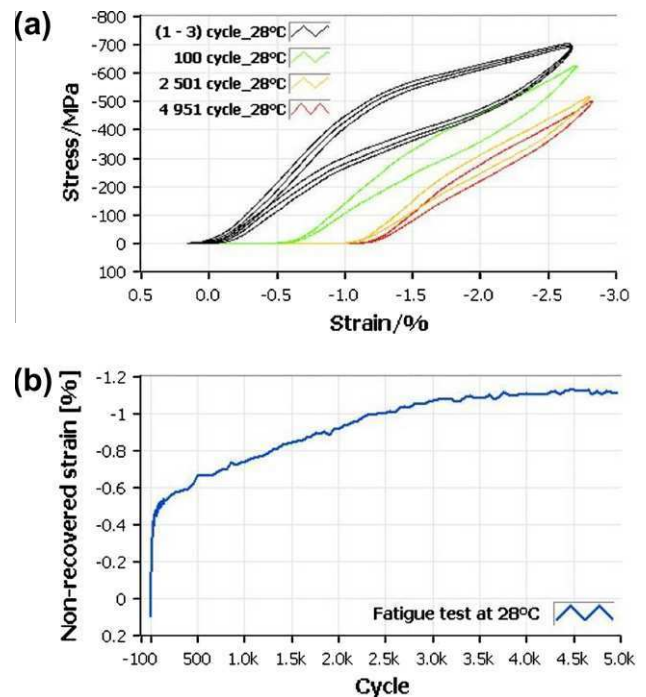 (a)
-800
-700
-600
-500
-400
-300
-200
-100
0
100
Stress/MPa
(1 - 3) cycle_28ºC
100 cycle_28ºC
2 501 cycle_28ºC
4 951 cycle_28ºC
0.5 0.0 -0.5 -1.0 -1.5 -2.0 -2.5 -3.0
Strain/%
(b)
-1.2
-1
-0.8
-0.6
-0.4
-0.2
0
0.2
Non-recovered strain [%]
Fatigue test at 28ºC
-100 500 1.0k 1.5k 2.0k 2.5k 3.0k 3.5k 4.0k 4.5k 5.0k
Cycle